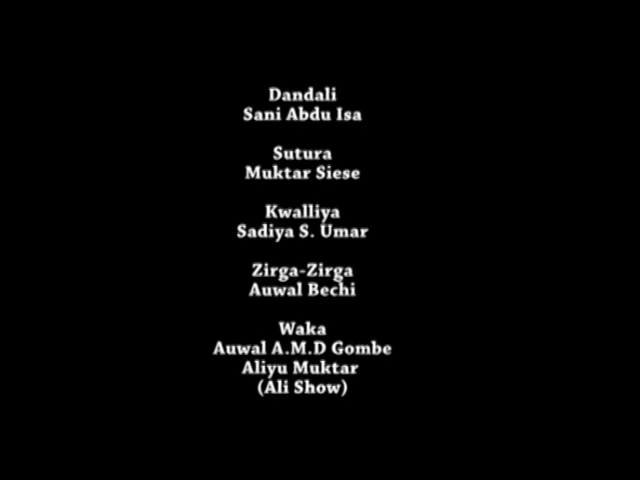 Dandali
Sani Abdu Isa
Sutura
Muktar Siese
Kwalliya
Sadiya S. Umar
Zirga-Zirga
Auwal Bechi
Waka
Auwal A.M.D Gombe
Aliyu Muktar
(Ali Show)